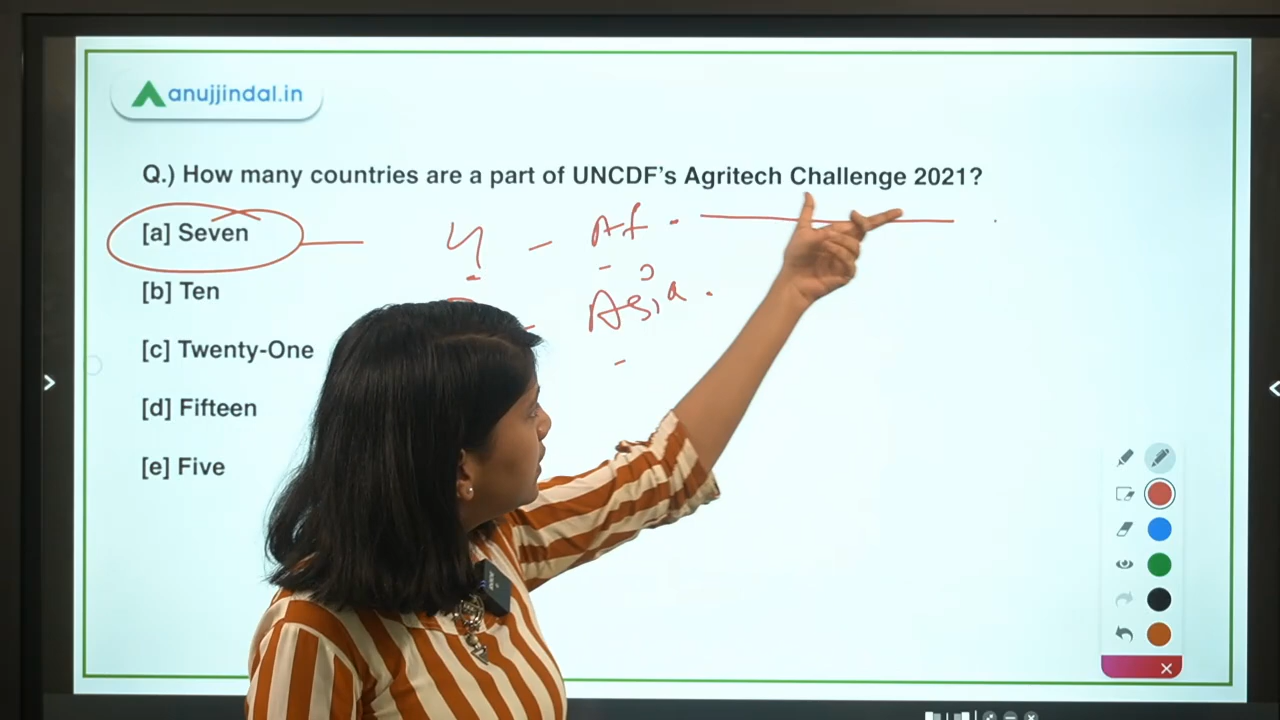 anujjindal.in
Q.) How many countries are a part of UNCDF’s Agritech Challenge 2021?
[a] Seven
4 - Af.
[b] Ten
- Asia.
[c] Twenty-One
[d] Fifteen
[e] Five